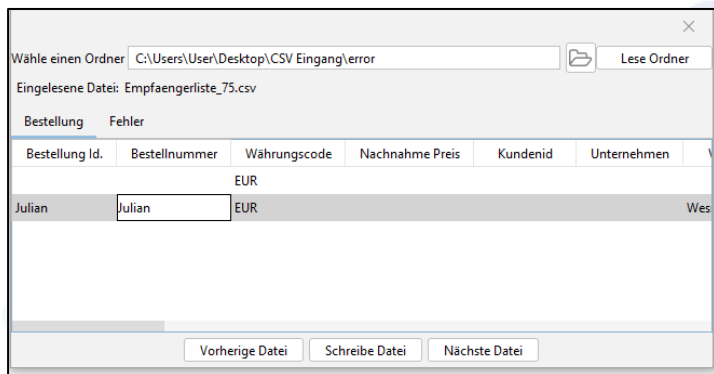 Wähle einen Ordner C:\Users\User\Desktop\CSV Eingang\error Lese Ordner
Eingelesene Datei: Empfaengerliste_75.csv
Bestellung Fehler
Bestellung Id. Bestellnummer Währungscode Nachnahme Preis Kundenid Unternehmen
EUR
Julian Julian EUR Wes
Vorherige Datei Schreibe Datei Nächste Datei